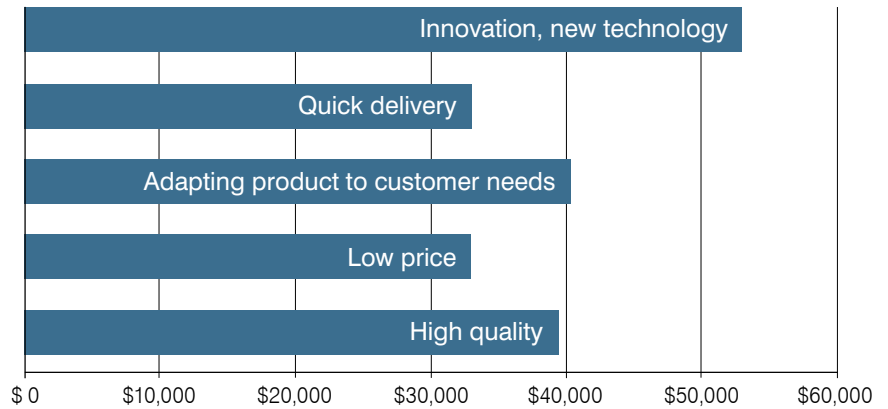 Innovation, new technology
Quick delivery
Adapting product to customer needs
Low price
High quality
$ 0 $10,000 $20,000 $30,000 $40,000 $50,000 $60,000